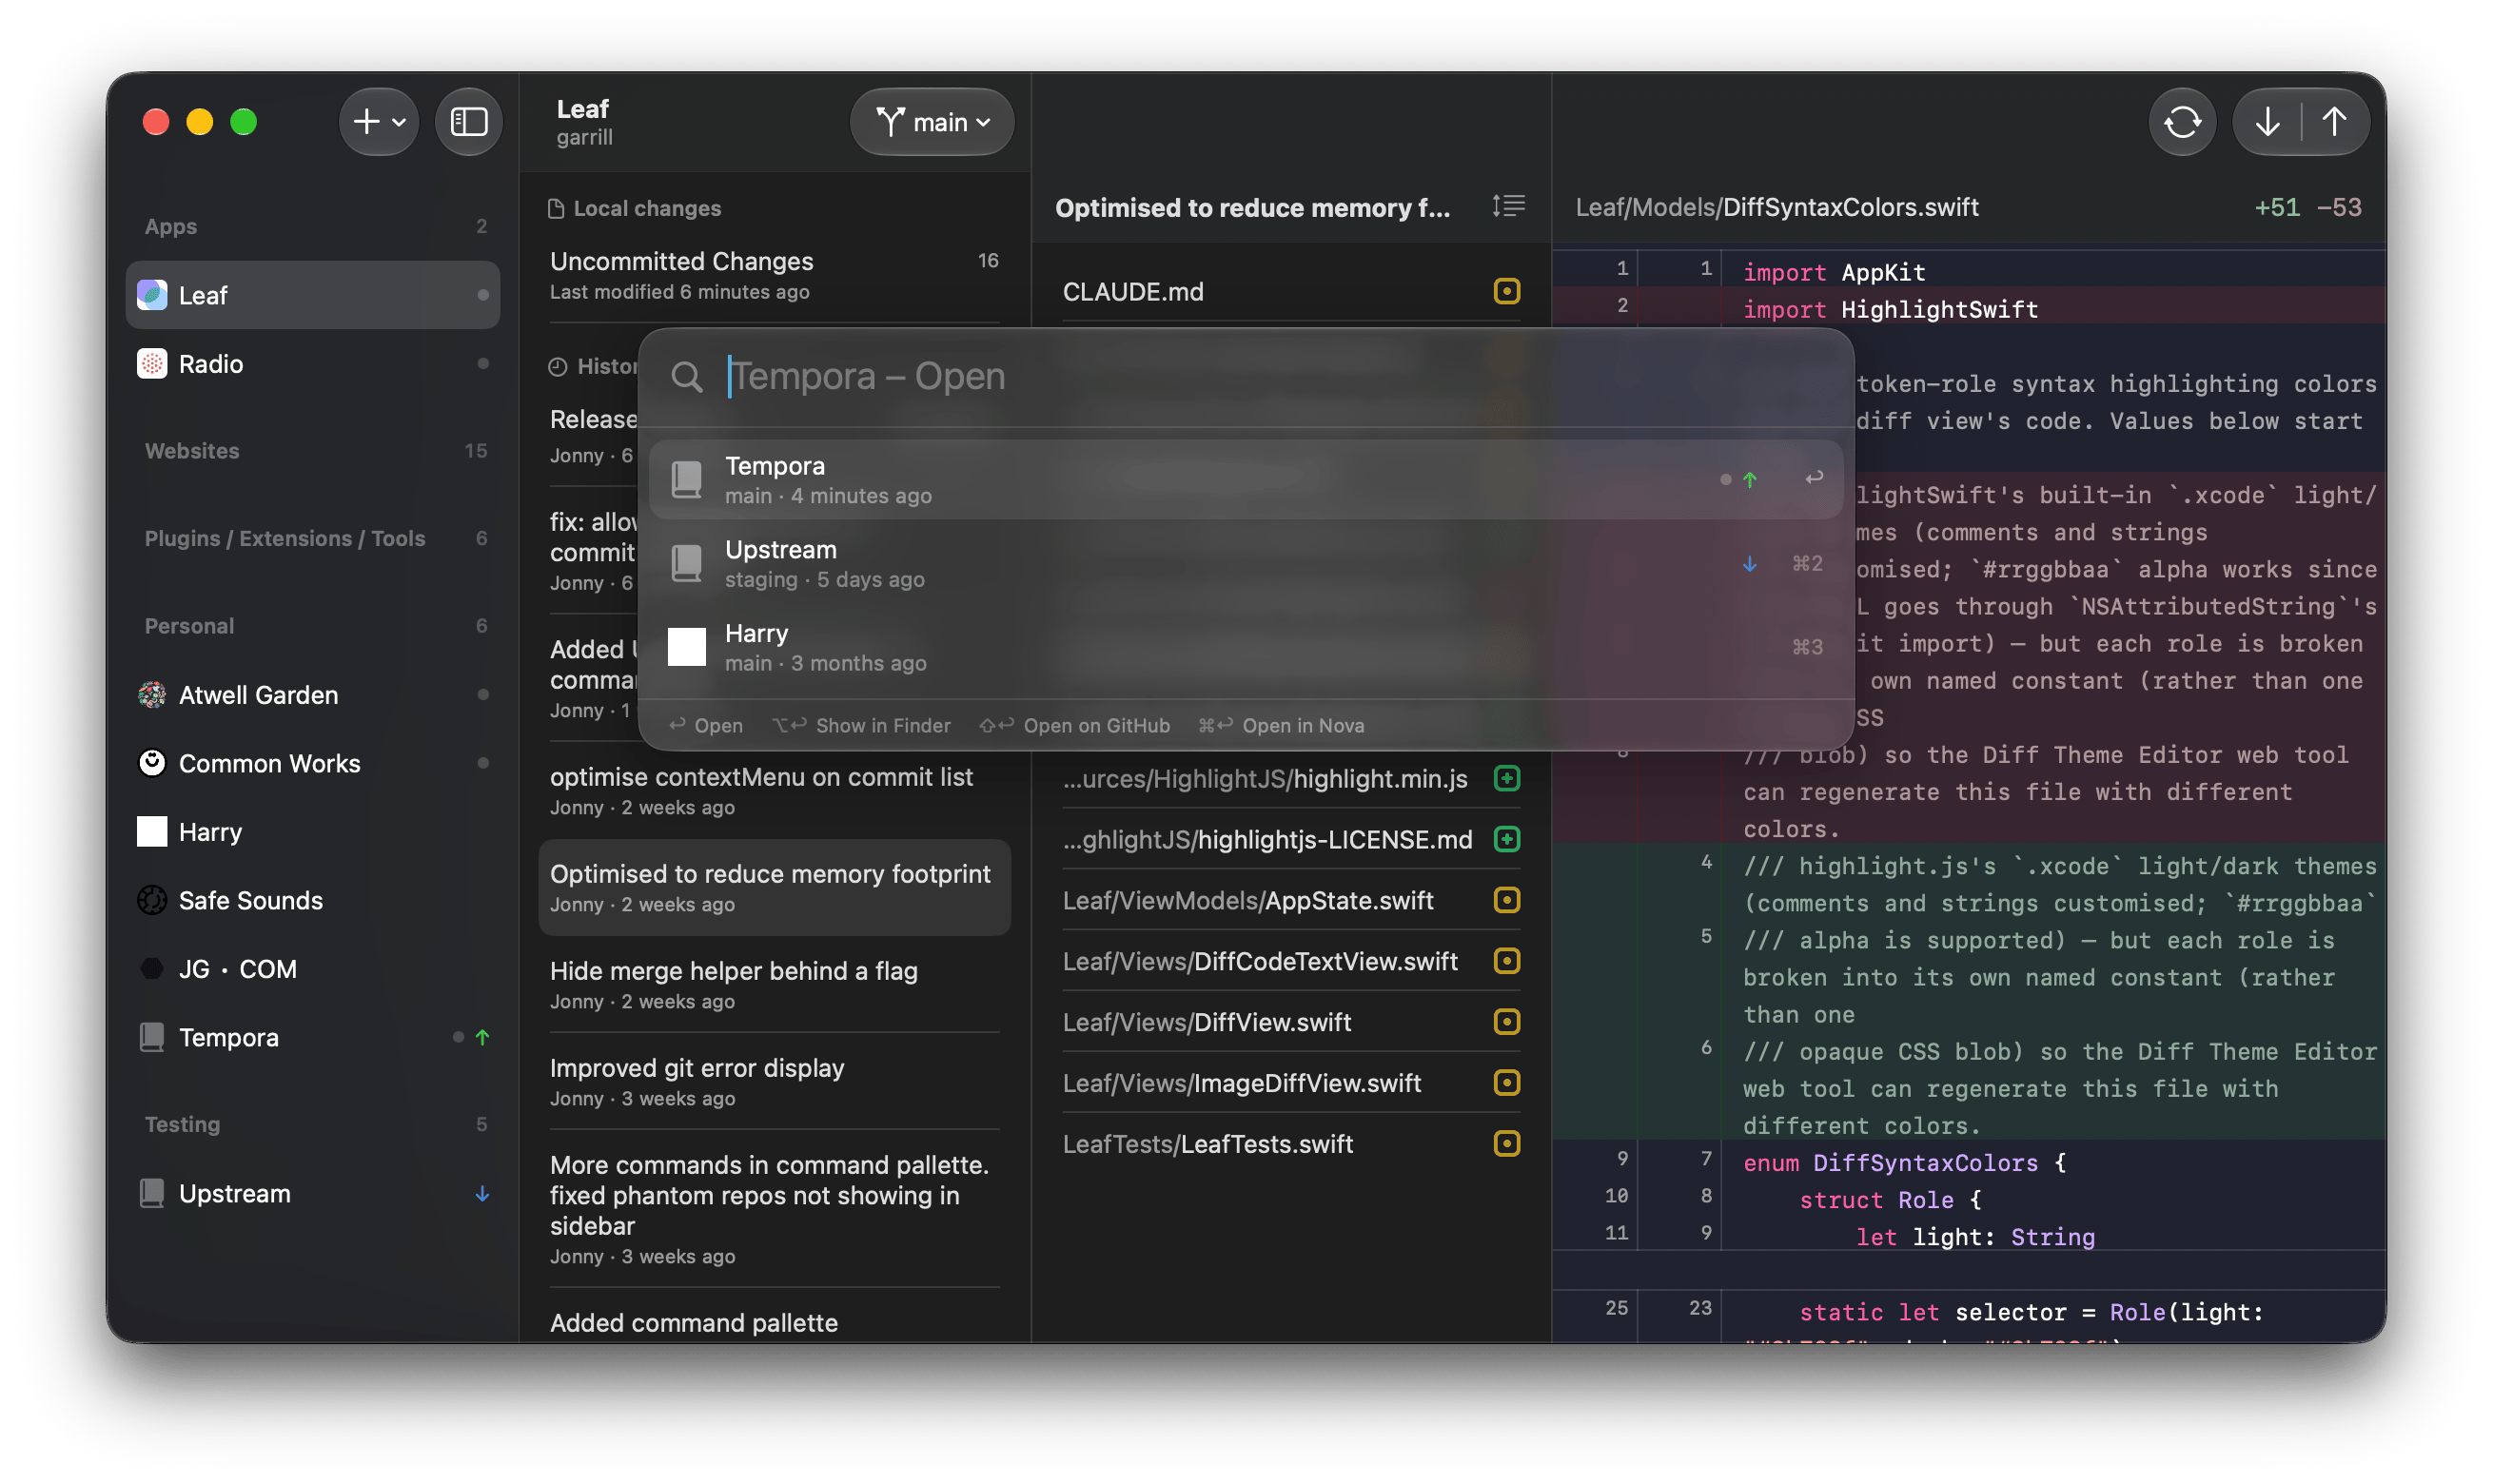 Leaf
garrill
main
Apps 2
Leaf
Radio
Websites 15
Plugins / Extensions / Tools 6
Personal 6
Atwell Garden
Common Works
Harry
Safe Sounds
JG • COM
Tempora
Testing 5
Upstream
Local changes
Uncommitted Changes 16
Last modified 6 minutes ago
Release
Jonny · 6
commit
Jonny · 6
Added
Jonny · 1
optimise contextMenu on commit list
Jonny · 2 weeks ago
Optimised to reduce memory footprint
Jonny · 2 weeks ago
Hide merge helper behind a flag
Jonny · 2 weeks ago
Improved git error display
Jonny · 3 weeks ago
More commands in command pallette.
fixed phantom repos not showing in
sidebar
Jonny · 3 weeks ago
Added command pallette
Optimised to reduce memory f...
CLAUDE.md
...urces/HighlightJS/highlight.min.js
...ghlightJS/highlightjs-LICENSE.md
Leaf/ViewModels/AppState.swift
Leaf/Views/DiffCodeTextView.swift
Leaf/Views/DiffView.swift
Leaf/Views/ImageDiffView.swift
LeafTests/LeafTests.swift
Tempora – Open
Tempora
main · 4 minutes ago
Upstream
staging · 5 days ago
⌘2
Harry
main · 3 months ago
⌘3
↩ Open ⌥↩ Show in Finder ⇧↩ Open on GitHub ⌘↩ Open in Nova
Leaf/Models/DiffSyntaxColors.swift +51 −53
1 1 import AppKit
2 import HighlightSwift
token-role syntax highlighting colors
diff view's code. Values below start
lightSwift's built-in `.xcode` light/
mes (comments and strings
omised; `#rrggbbaa` alpha works since
L goes through `NSAttributedString`'s
it import) — but each role is broken
own named constant (rather than one
SS
/// blob) so the Diff Theme Editor web tool
can regenerate this file with different
colors.
4 /// highlight.js's `.xcode` light/dark themes
(comments and strings customised; `#rrggbbaa`
5 /// alpha is supported) — but each role is
broken into its own named constant (rather
than one
6 /// opaque CSS blob) so the Diff Theme Editor
web tool can regenerate this file with
different colors.
9 7 enum DiffSyntaxColors {
10 8 struct Role {
11 9 let light: String
25 23 static let selector = Role(light: